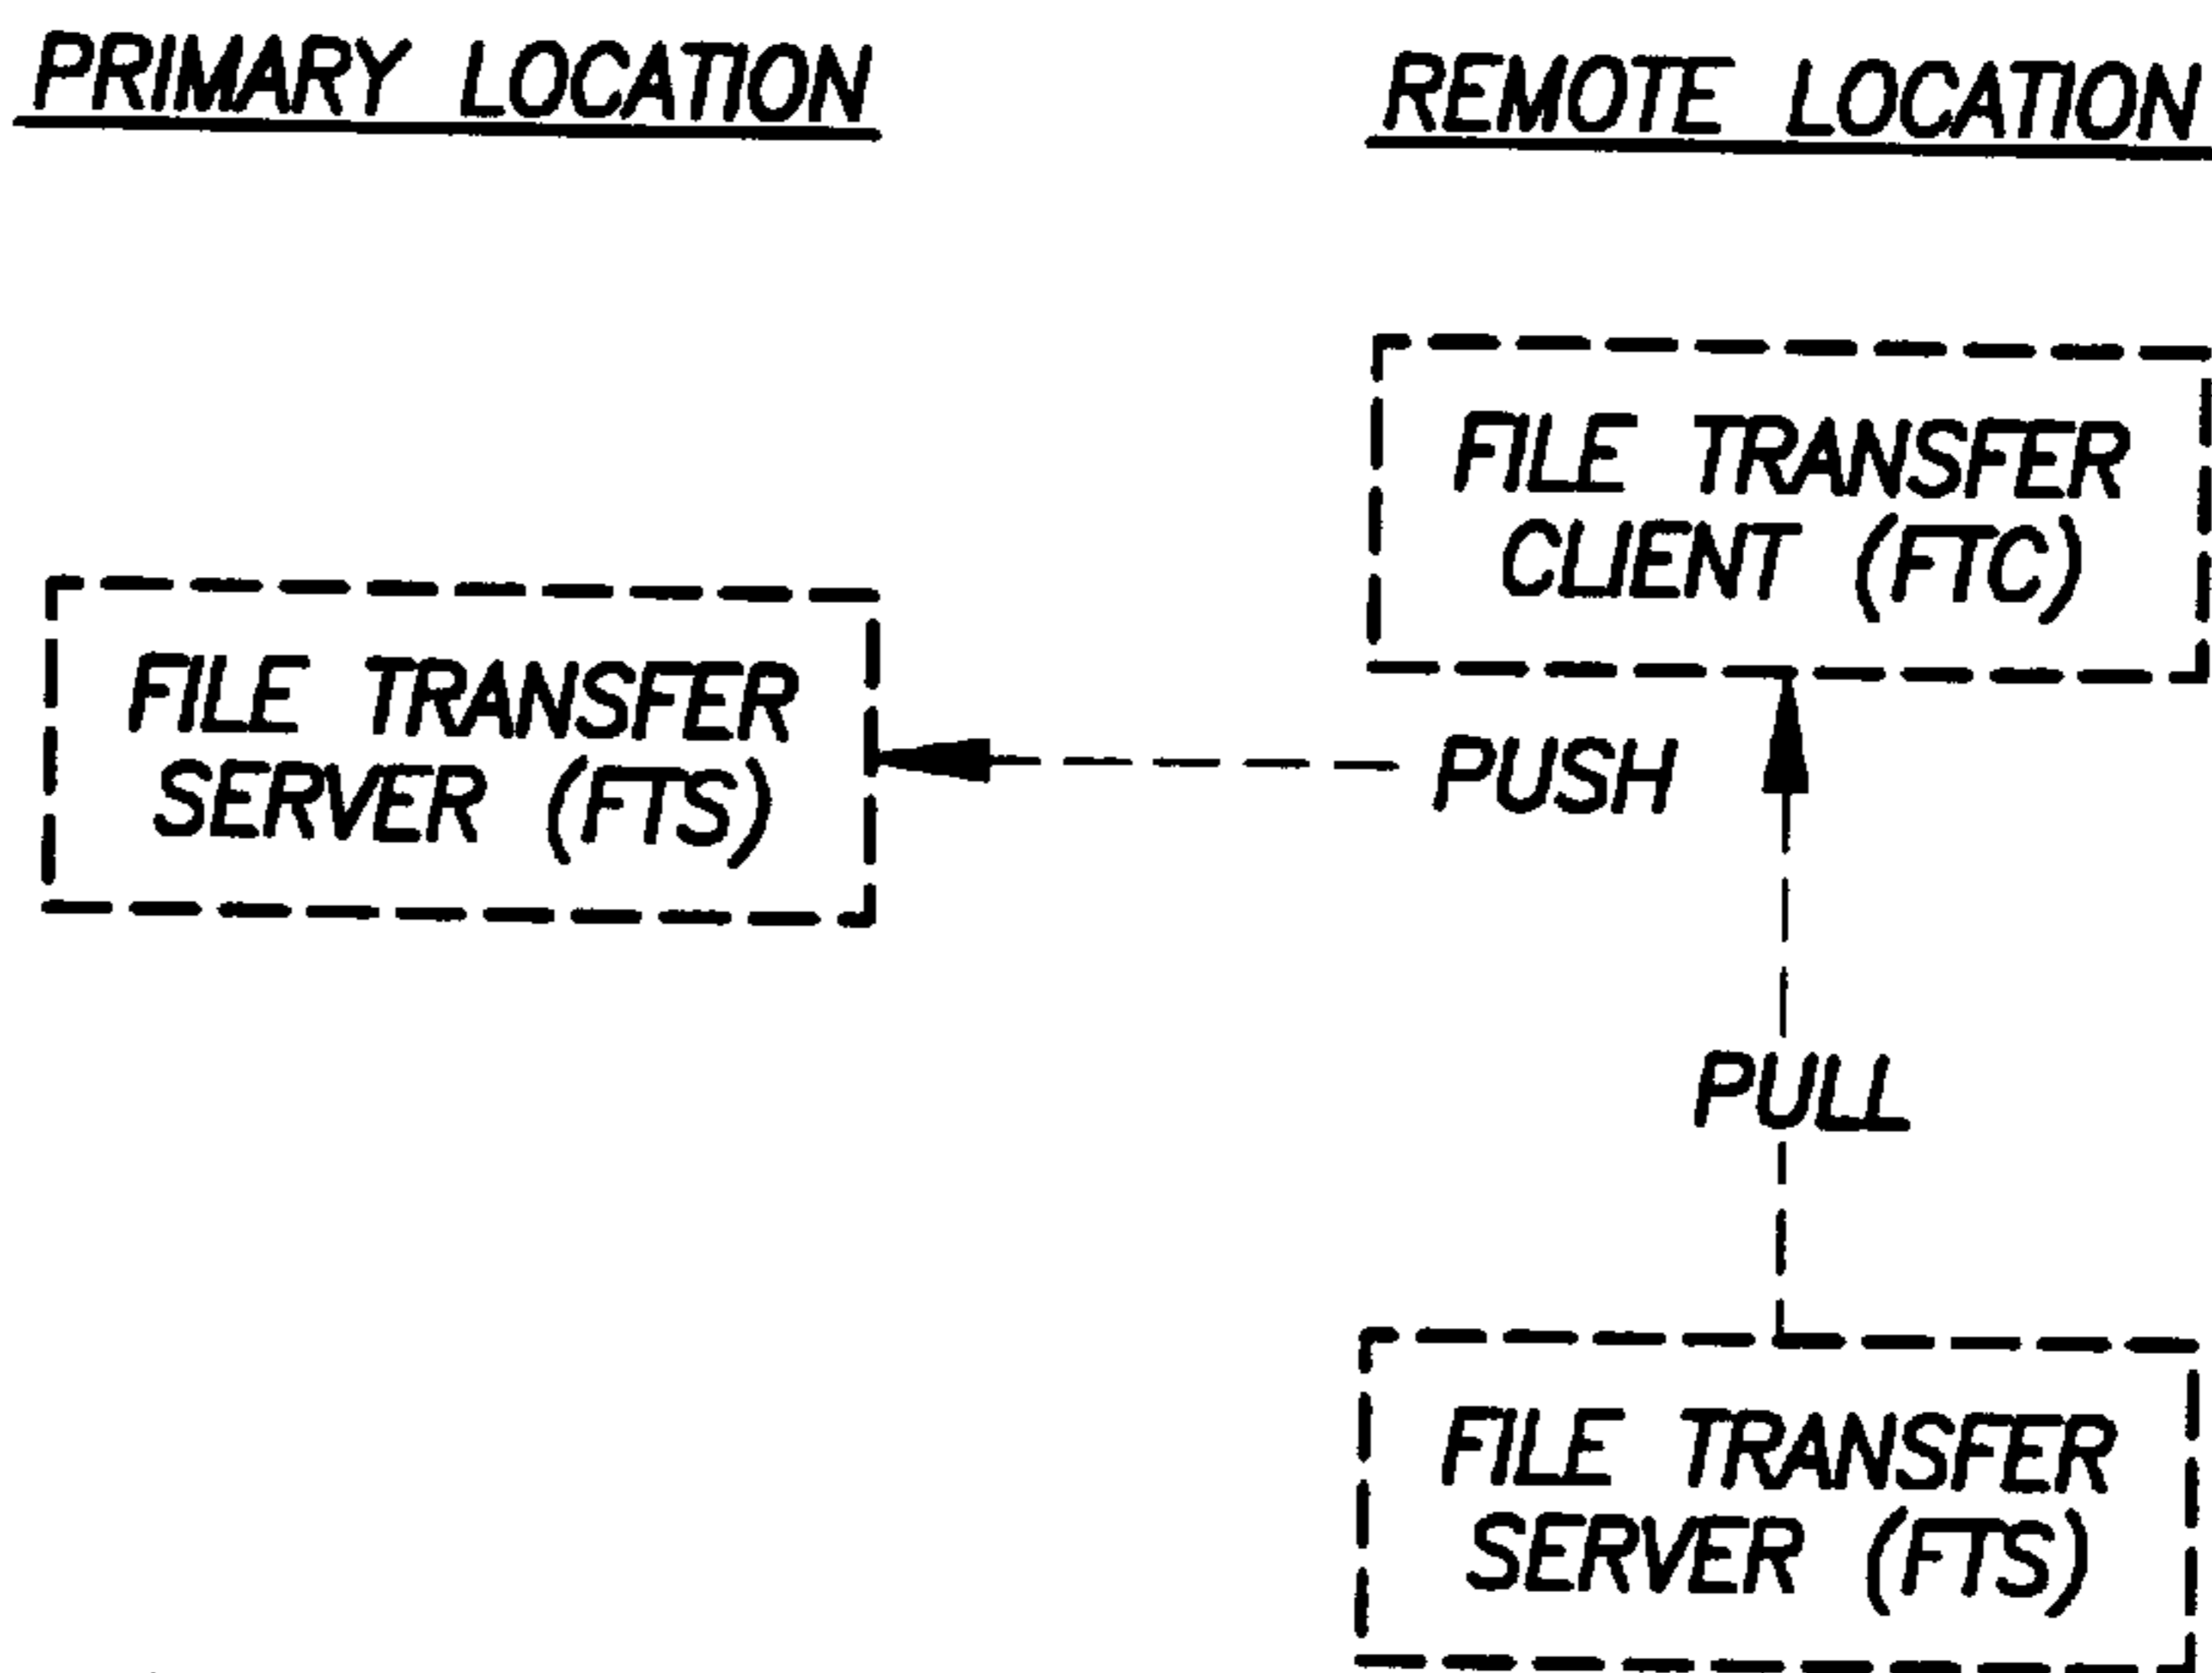 PRIMARY LOCATION
REMOTE LOCATION
FILE TRANSFER
CLIENT (FTC)
FILE TRANSFER
SERVER (FTS)
PUSH
PULL
FILE TRANSFER
SERVER (FTS)